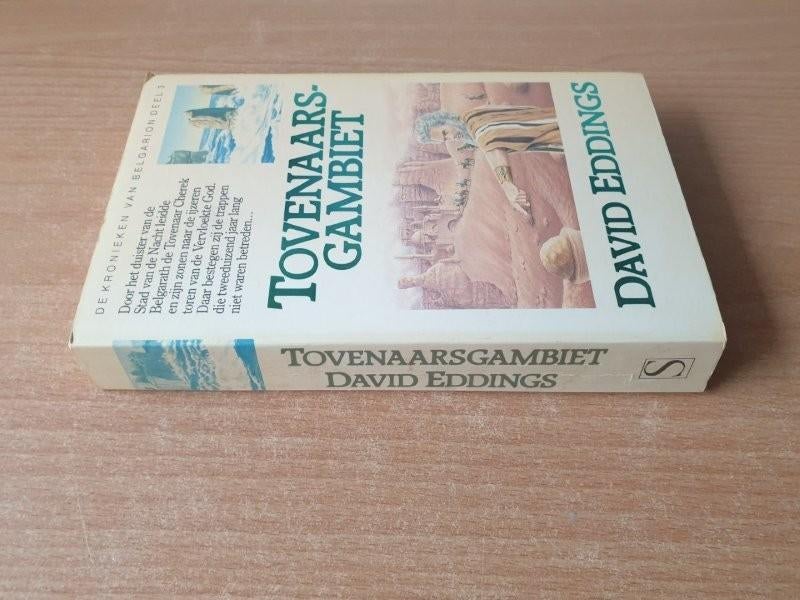 DE KRONIEKEN VAN BELGARION DEEL 3
Door het duister van de
Stad van de Nacht leidde
Belgarath de Tovenaar Cherek
en zijn zonen naar de ijzeren
toren van de Vervloekte God.
Daar bestegen zij de trappen
die tweeduizend jaar lang
niet waren betreden...
TOVENAARS-
GAMBIET
DAVID EDDINGS
TOVENAARSGAMBIET
DAVID EDDINGS
S